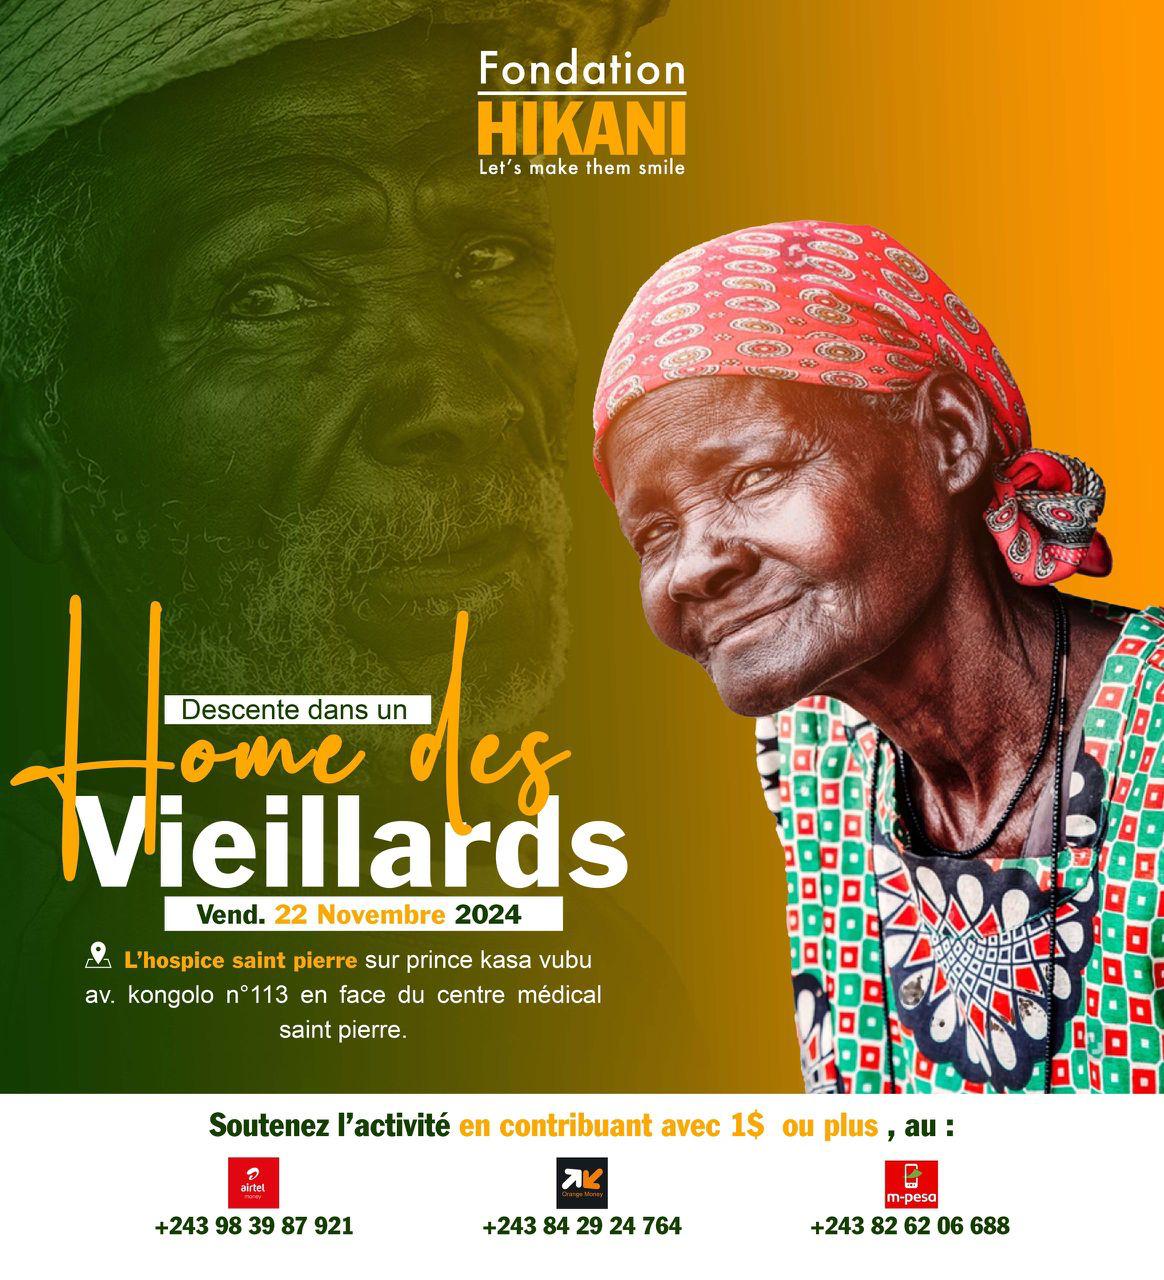 Fondation
HIKANI
Let's make them smile
Descente dans un
Home des
Vieillards
Vend. 22 Novembre 2024
L'hospice saint pierre sur prince kasa vubu
av. kongolo n°113 en face du centre médical
saint pierre.
Soutenez l'activité en contribuant avec 1$ ou plus , au :
airtel
money
Orange Money
m-pesa
+243 98 39 87 921
+243 84 29 24 764
+243 82 62 06 688